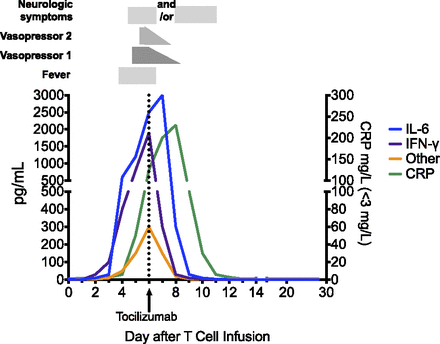 Neurologic and
symptoms /or
Vasopressor 2
Vasopressor 1
Fever
3000 300
2500 250
2000 200
1500 150
1000 100
500 100
500 100
400 80
300 60
200 40
100 20
0 0
pg/mL
CRP mg/L (<3 mg/L)
IL-6
IFN-γ
Other
CRP
0 2 4 6 8 10 12 14 20 30
Tocilizumab
Day after T Cell Infusion